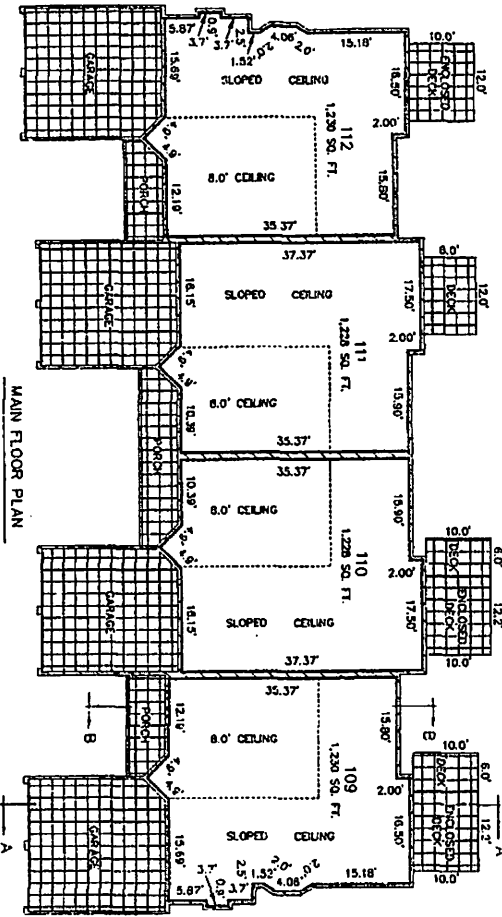 5.87'
3.7'
0.9'
3.7'
2.5'
1.52'
2.0'
4.06'
2.0'
15.18'
10.0'
ENCLOSED
DECK
12.0'
15.69'
SLOPED CEILING
16.50'
2.00'
GARAGE
112
1,230 SQ. FT.
4.0'
4.9'
8.0' CEILING
15.80'
12.19'
PORCH
35.37'
37.37'
8.0'
DECK
12.0'
17.50'
16.15'
SLOPED CEILING
2.00'
GARAGE
111
1,228 SQ. FT.
8.0' CEILING
15.90'
10.39'
PORCH
35.37'
MAIN FLOOR PLAN
35.37'
10.39'
8.0' CEILING
15.90'
10.0'
6.0'
DECK
ENCLOSED
DECK
12.2'
10.0'
110
1,228 SQ. FT.
2.00'
17.50'
16.15'
SLOPED CEILING
GARAGE
37.37'
35.37'
12.19'
PORCH
B
8.0' CEILING
15.80'
B
10.0'
6.0'
DECK
ENCLOSED
DECK
12.2'
10.0'
109
1,230 SQ. FT.
2.00'
16.50'
15.69'
SLOPED CEILING
GARAGE
A
A
5.87'
3.7'
0.9'
3.7'
2.5'
1.52'
2.0'
4.06'
2.0'
15.18'